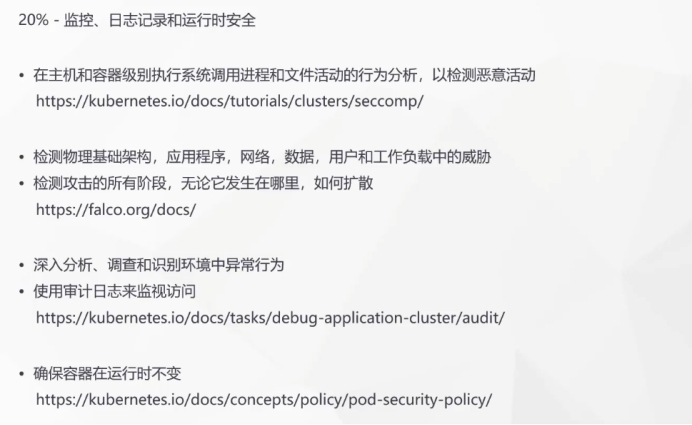 20% - 监控、日志记录和运行时安全
• 在主机和容器级别执行系统调用进程和文件活动的行为分析，以检测恶意活动
https://kubernetes.io/docs/tutorials/clusters/seccomp/
• 检测物理基础架构，应用程序，网络，数据，用户和工作负载中的威胁
• 检测攻击的所有阶段，无论它发生在哪里，如何扩散
https://falco.org/docs/
• 深入分析、调查和识别环境中异常行为
• 使用审计日志来监视访问
https://kubernetes.io/docs/tasks/debug-application-cluster/audit/
• 确保容器在运行时不变
https://kubernetes.io/docs/concepts/policy/pod-security-policy/